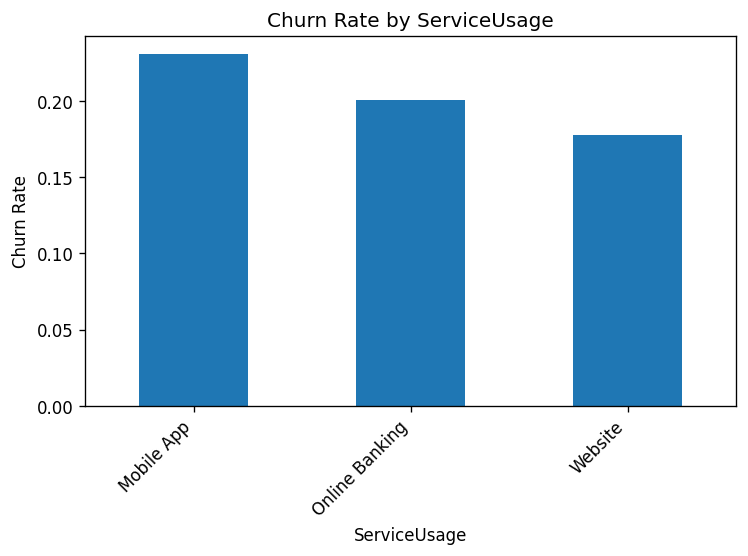 Churn Rate by ServiceUsage
Churn Rate
0.20
0.15
0.10
0.05
0.00
Mobile App
Online Banking
Website
ServiceUsage